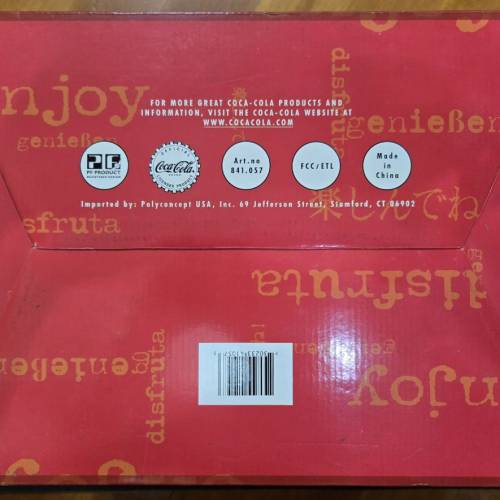 njoy
genießen
disfruta
genießen
FOR MORE GREAT COCA-COLA PRODUCTS AND
INFORMATION, VISIT THE COCA-COLA WEBSITE AT
WWW.COCACOLA.COM
PF PRODUCT
Coca-Cola
Art.no
841.057
FCC/ETL
Made
in
China
楽しんでね
Imported by: Polyconcept USA, Inc. 69 Jefferson Street, Stamford, CT 06902
sfruta
disfruta
genießen
disfruta
njoy